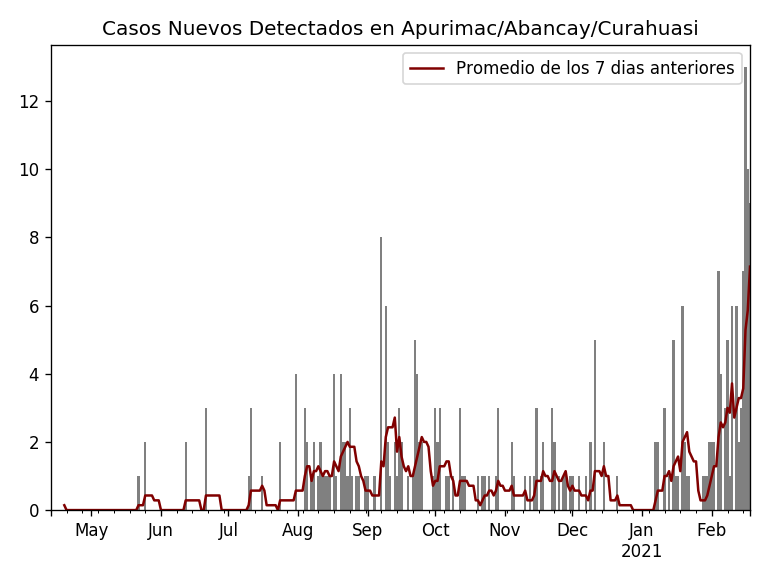 Casos Nuevos Detectados en Apurimac/Abancay/Curahuasi
Promedio de los 7 dias anteriores
12
10
8
6
4
2
0
May Jun Jul Aug Sep Oct Nov Dec Jan Feb
2021